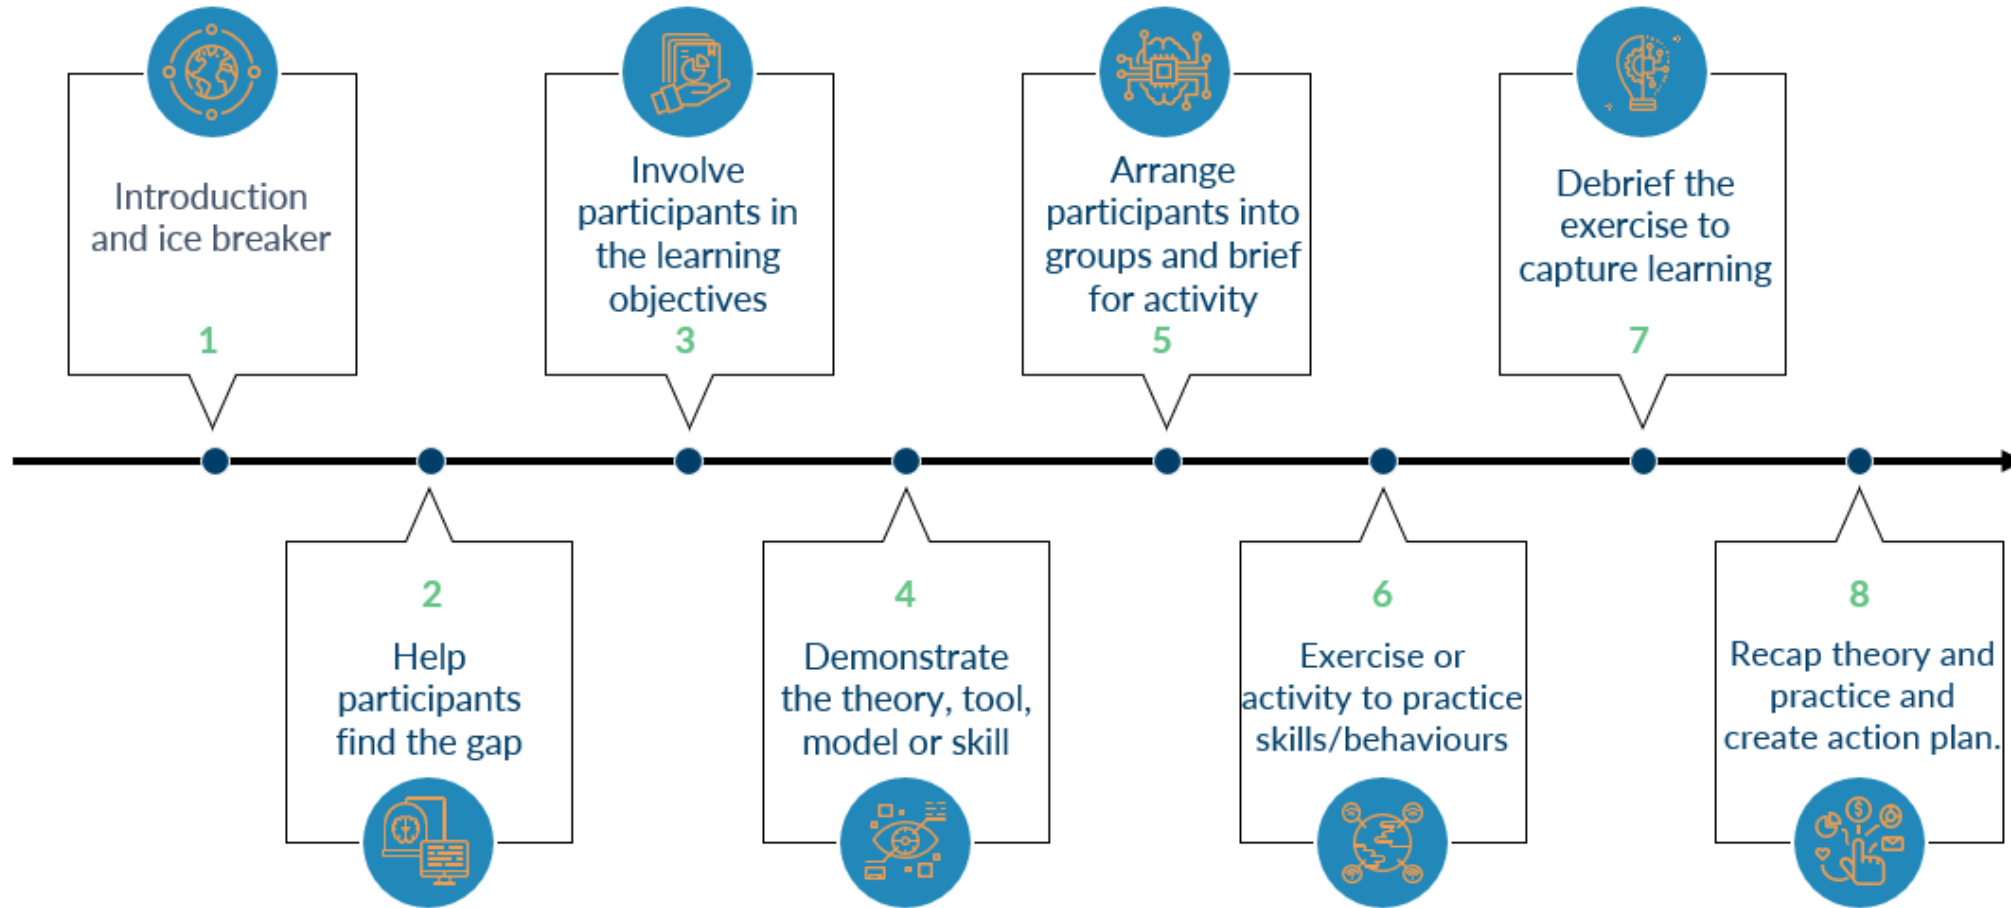 Introduction
and ice breaker
1
2
Help
participants
find the gap
Involve
participants in
the learning
objectives
3
4
Demonstrate
the theory, tool,
model or skill
Arrange
participants into
groups and brief
for activity
5
6
Exercise or
activity to practice
skills/behaviours
Debrief the
exercise to
capture learning
7
8
Recap theory and
practice and
create action plan.